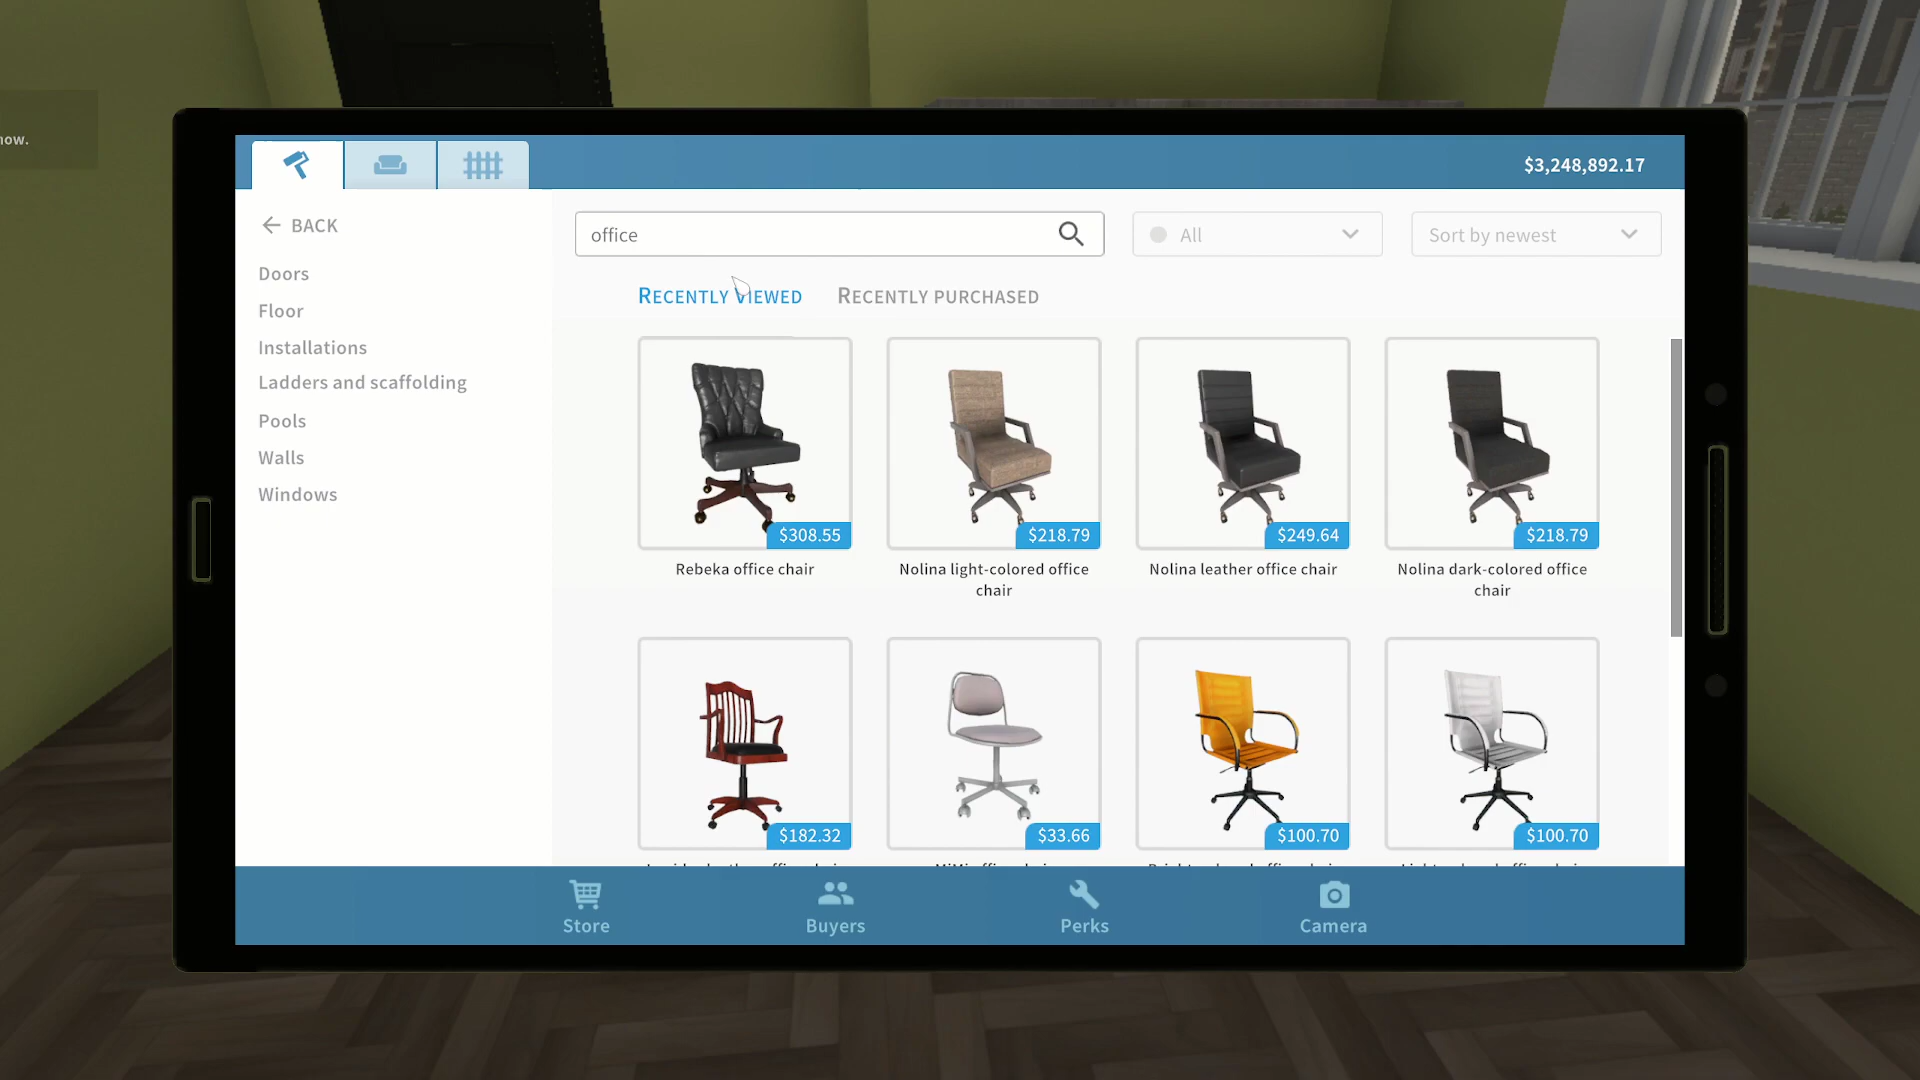 now.
$3,248,892.17
BACK
office
All
Sort by newest
Doors
Floor
Installations
Ladders and scaffolding
Pools
Walls
Windows
RECENTLY VIEWED
RECENTLY PURCHASED
$308.55
$218.79
$249.64
$218.79
Rebeka office chair
Nolina light-colored office
chair
Nolina leather office chair
Nolina dark-colored office
chair
$182.32
$33.66
$100.70
$100.70
Store
Buyers
Perks
Camera